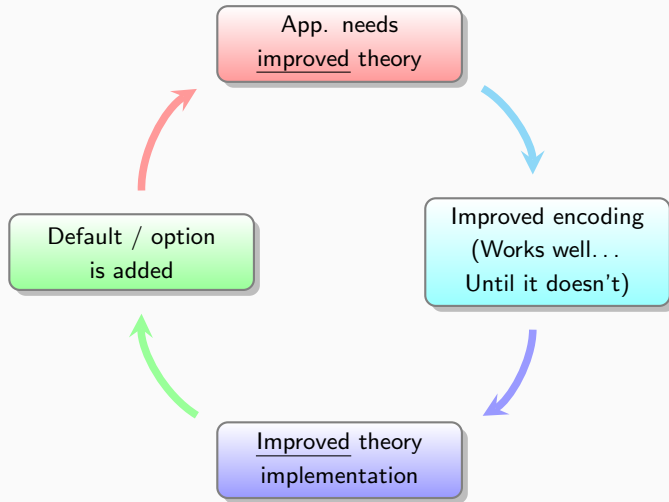 App. needs
improved theory
Improved encoding
(Works well...
Until it doesn't)
Improved theory
implementation
Default / option
is added